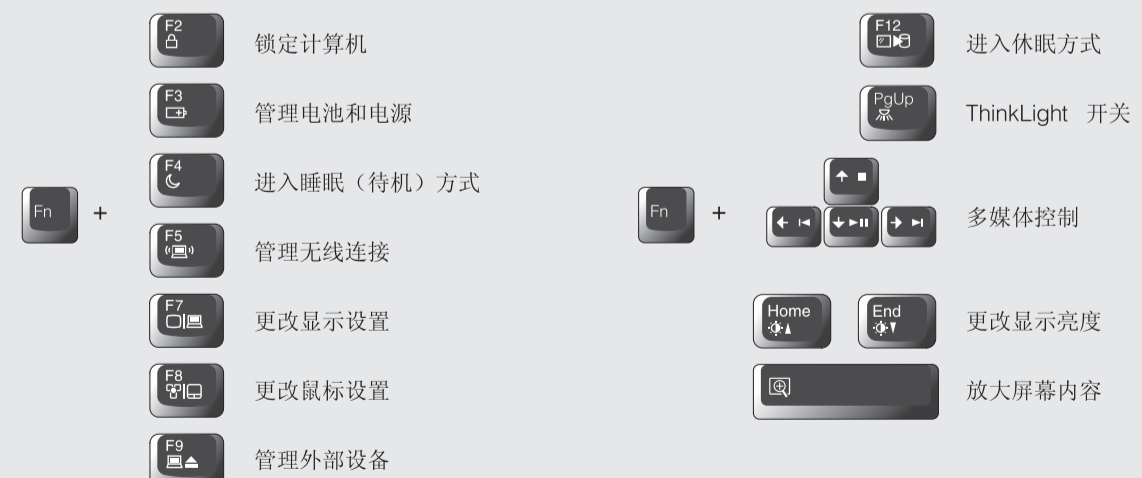 F2 锁定计算机
F3 管理电池和电源
F4 进入睡眠（待机）方式
Fn + F5 管理无线连接
F7 更改显示设置
F8 更改鼠标设置
F9 管理外部设备
F12 进入休眠方式
PgUp ThinkLight 开关
Fn + 多媒体控制
Home End 更改显示亮度
放大屏幕内容